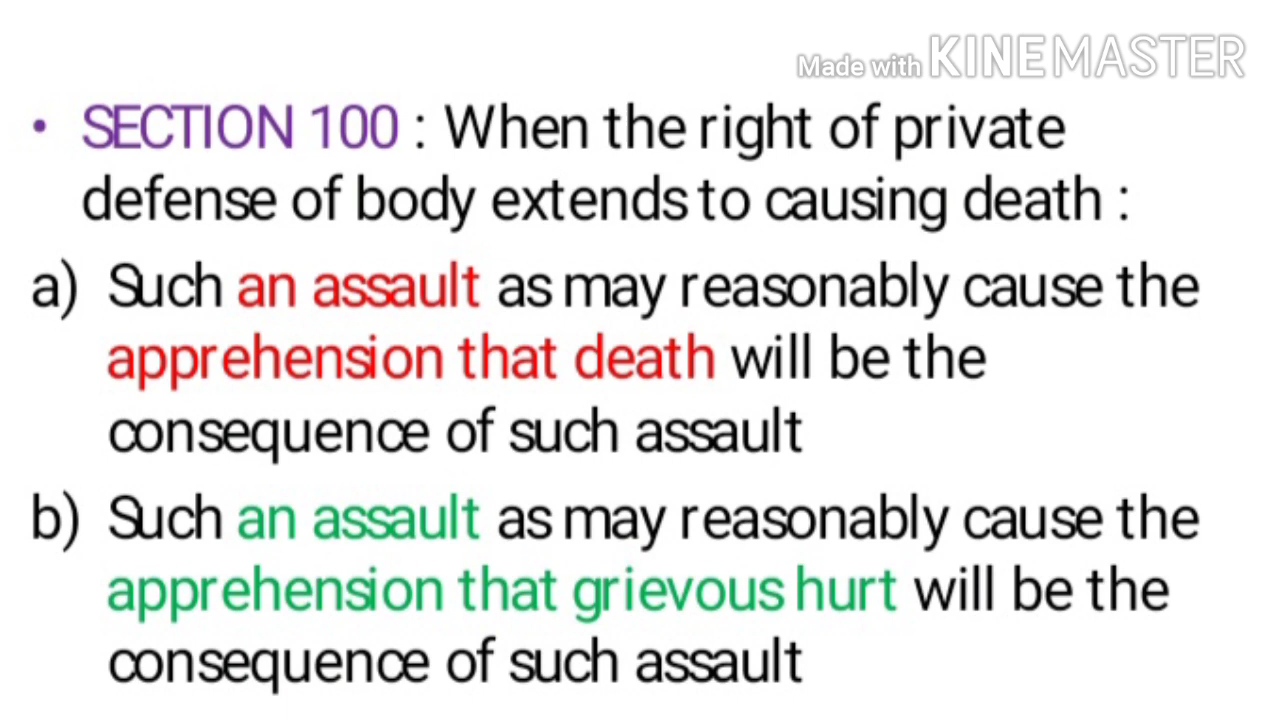 Made with KINEMASTER
• SECTION 100 : When the right of private
defense of body extends to causing death :
a) Such an assault as may reasonably cause the
apprehension that death will be the
consequence of such assault
b) Such an assault as may reasonably cause the
apprehension that grievous hurt will be the
consequence of such assault